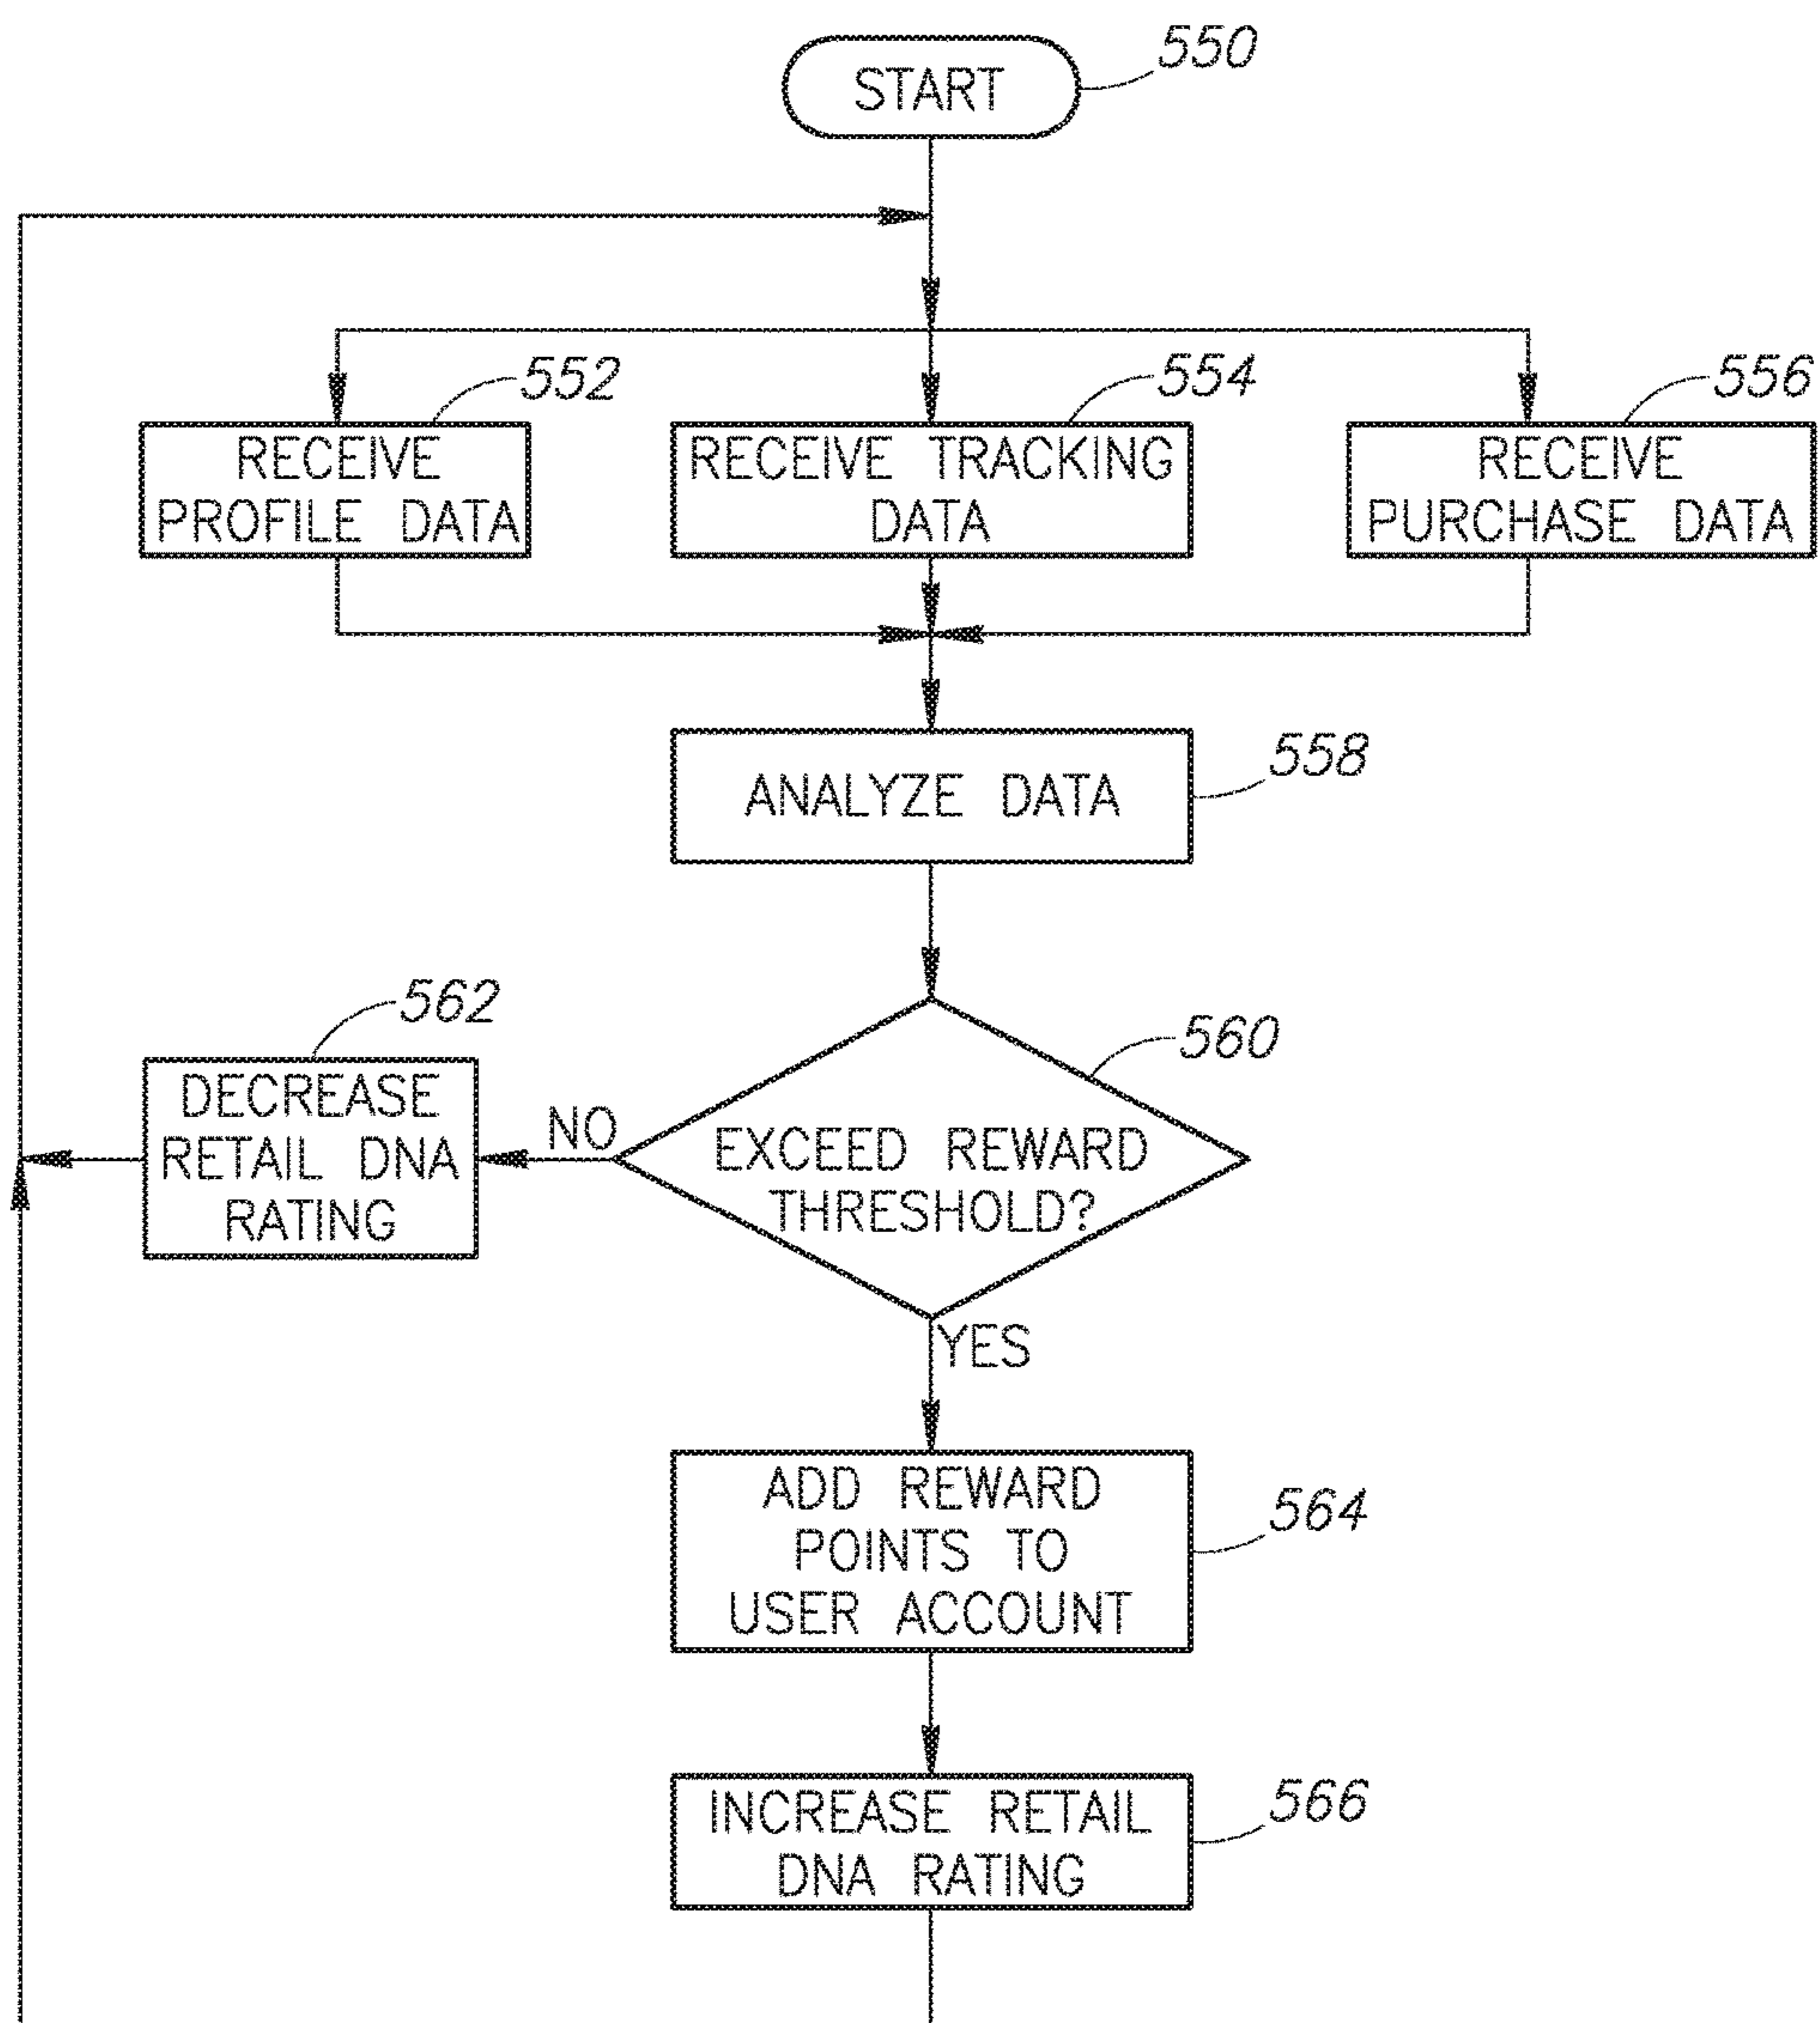 START
550
552
554
556
RECEIVE
PROFILE DATA
RECEIVE TRACKING
DATA
RECEIVE
PURCHASE DATA
ANALYZE DATA
558
562
560
DECREASE
RETAIL DNA
RATING
NO
EXCEED REWARD
THRESHOLD?
YES
ADD REWARD
POINTS TO
USER ACCOUNT
564
INCREASE RETAIL
DNA RATING
566